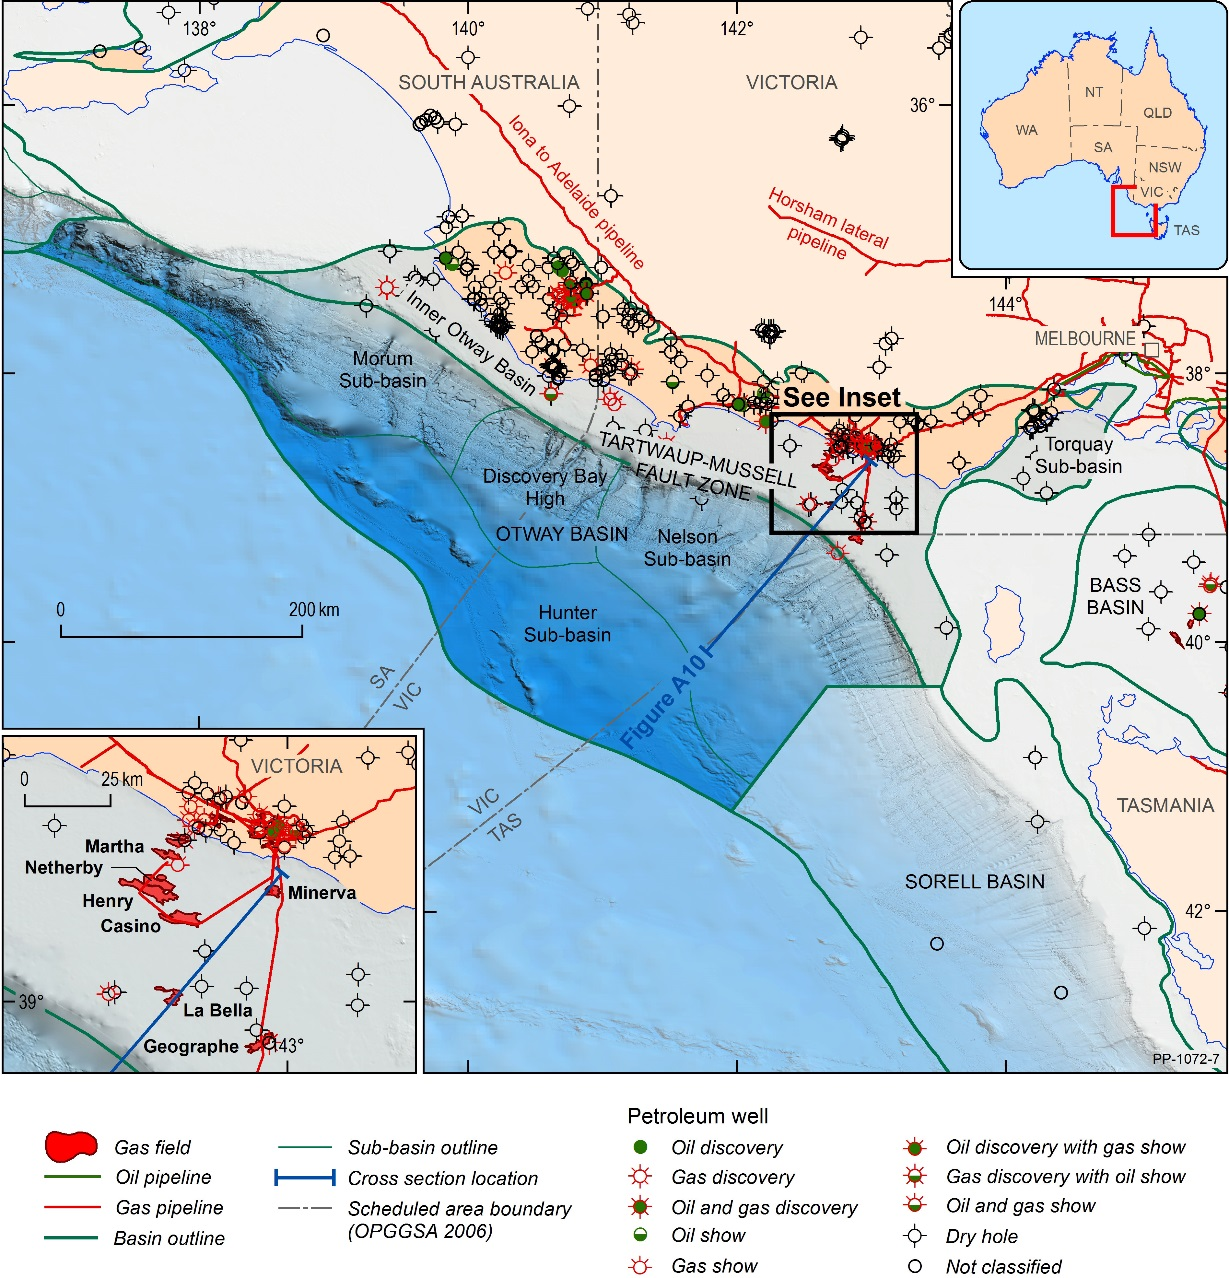 138°
140°
142°
SOUTH AUSTRALIA
VICTORIA
36°
Iona to Adelaide pipeline
Horsham lateral
pipeline
NT
QLD
WA
SA
NSW
VIC
TAS
144°
MELBOURNE
38°
Inner Otway Basin
Morum
Sub-basin
See Inset
TARTWAUP-MUSSELL
FAULT ZONE
Torquay
Sub-basin
Discovery Bay
High
OTWAY BASIN
Nelson
Sub-basin
BASS
BASIN
0
200 km
Hunter
Sub-basin
40°
SA
VIC
Figure A10
VIC
TAS
TASMANIA
SORELL BASIN
42°
PP-1072-7
0
25 km
VICTORIA
Martha
Netherby
Henry
Casino
Minerva
39°
La Bella
Geographe
143°
Gas field
Oil pipeline
Gas pipeline
Basin outline
Sub-basin outline
Cross section location
Scheduled area boundary
(OPGGSA 2006)
Petroleum well
Oil discovery
Gas discovery
Oil and gas discovery
Oil show
Gas show
Oil discovery with gas show
Gas discovery with oil show
Oil and gas show
Dry hole
Not classified